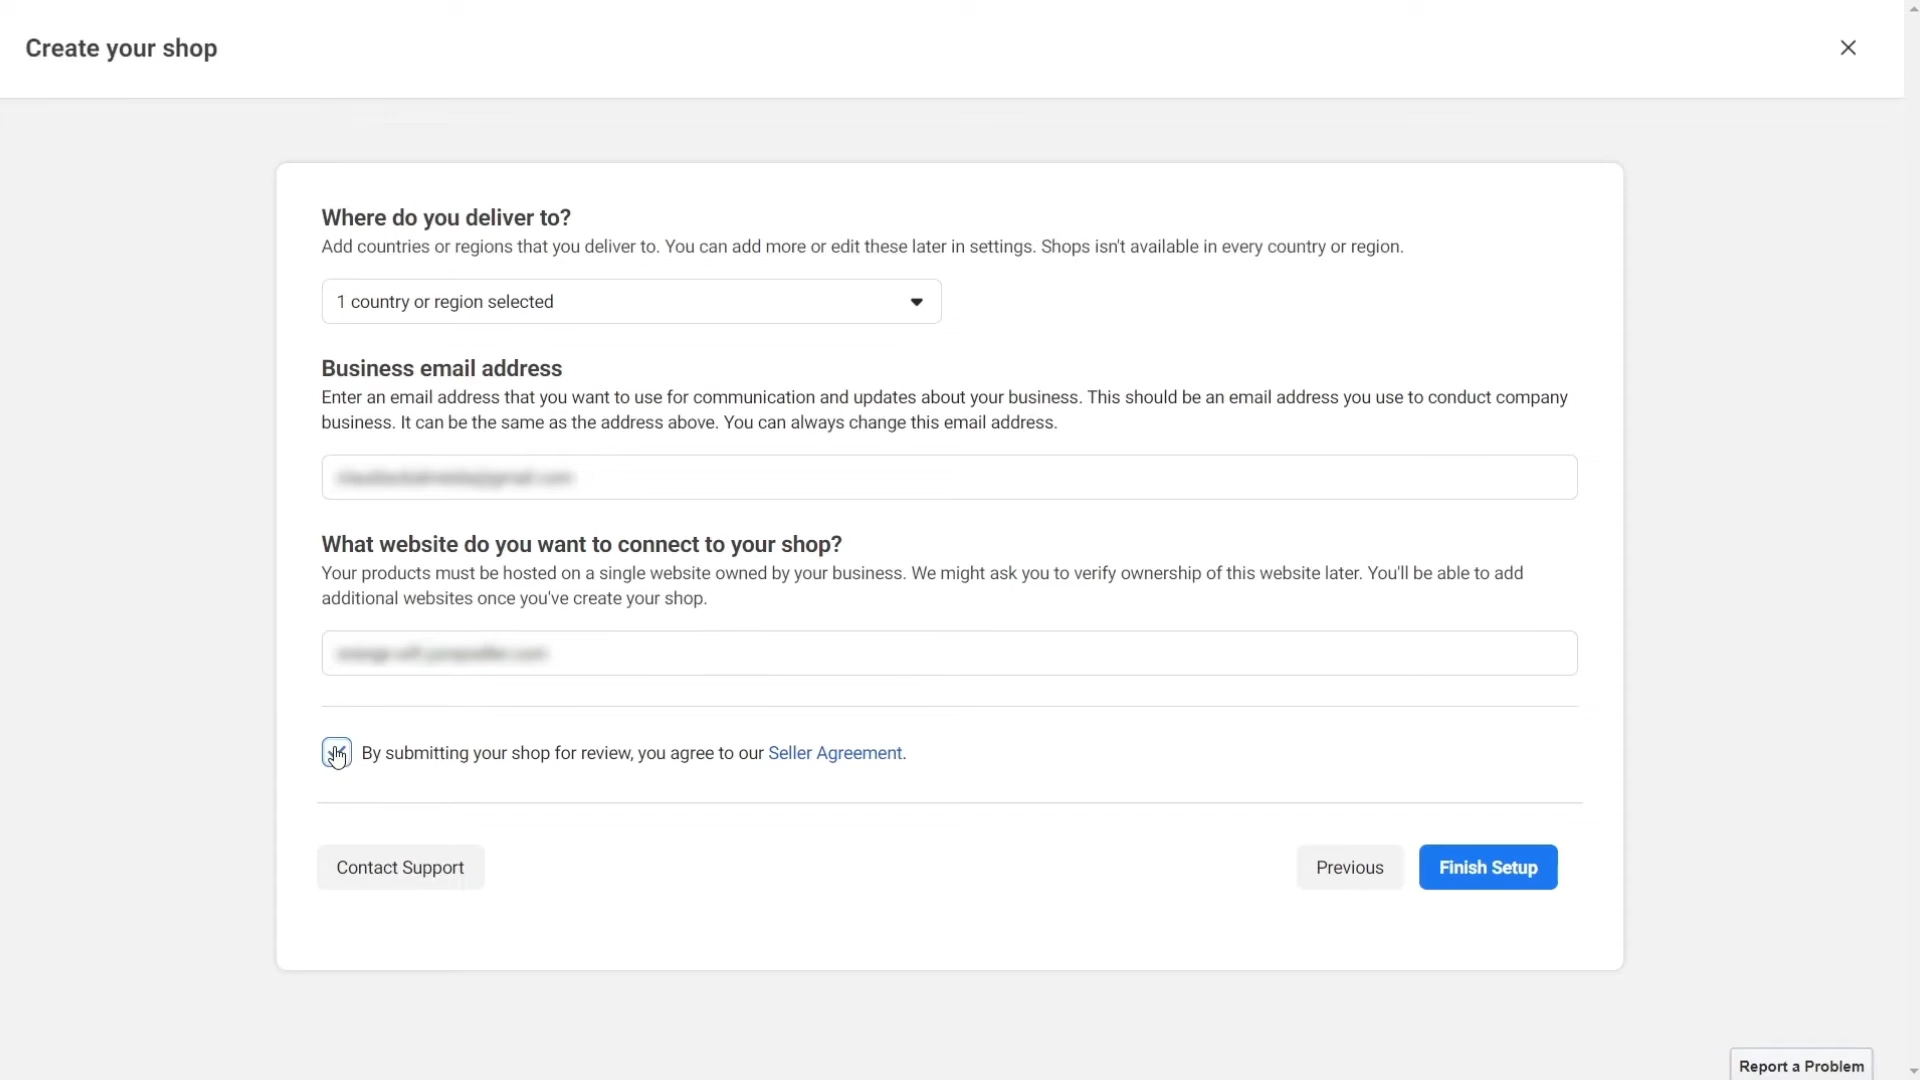 Create your shop
Where do you deliver to?
Add countries or regions that you deliver to. You can add more or edit these later in settings. Shops isn't available in every country or region.
1 country or region selected
Business email address
Enter an email address that you want to use for communication and updates about your business. This should be an email address you use to conduct company
business. It can be the same as the address above. You can always change this email address.
What website do you want to connect to your shop?
Your products must be hosted on a single website owned by your business. We might ask you to verify ownership of this website later. You'll be able to add
additional websites once you've create your shop.
By submitting your shop for review, you agree to our Seller Agreement.
Contact Support
Previous
Finish Setup
Report a Problem